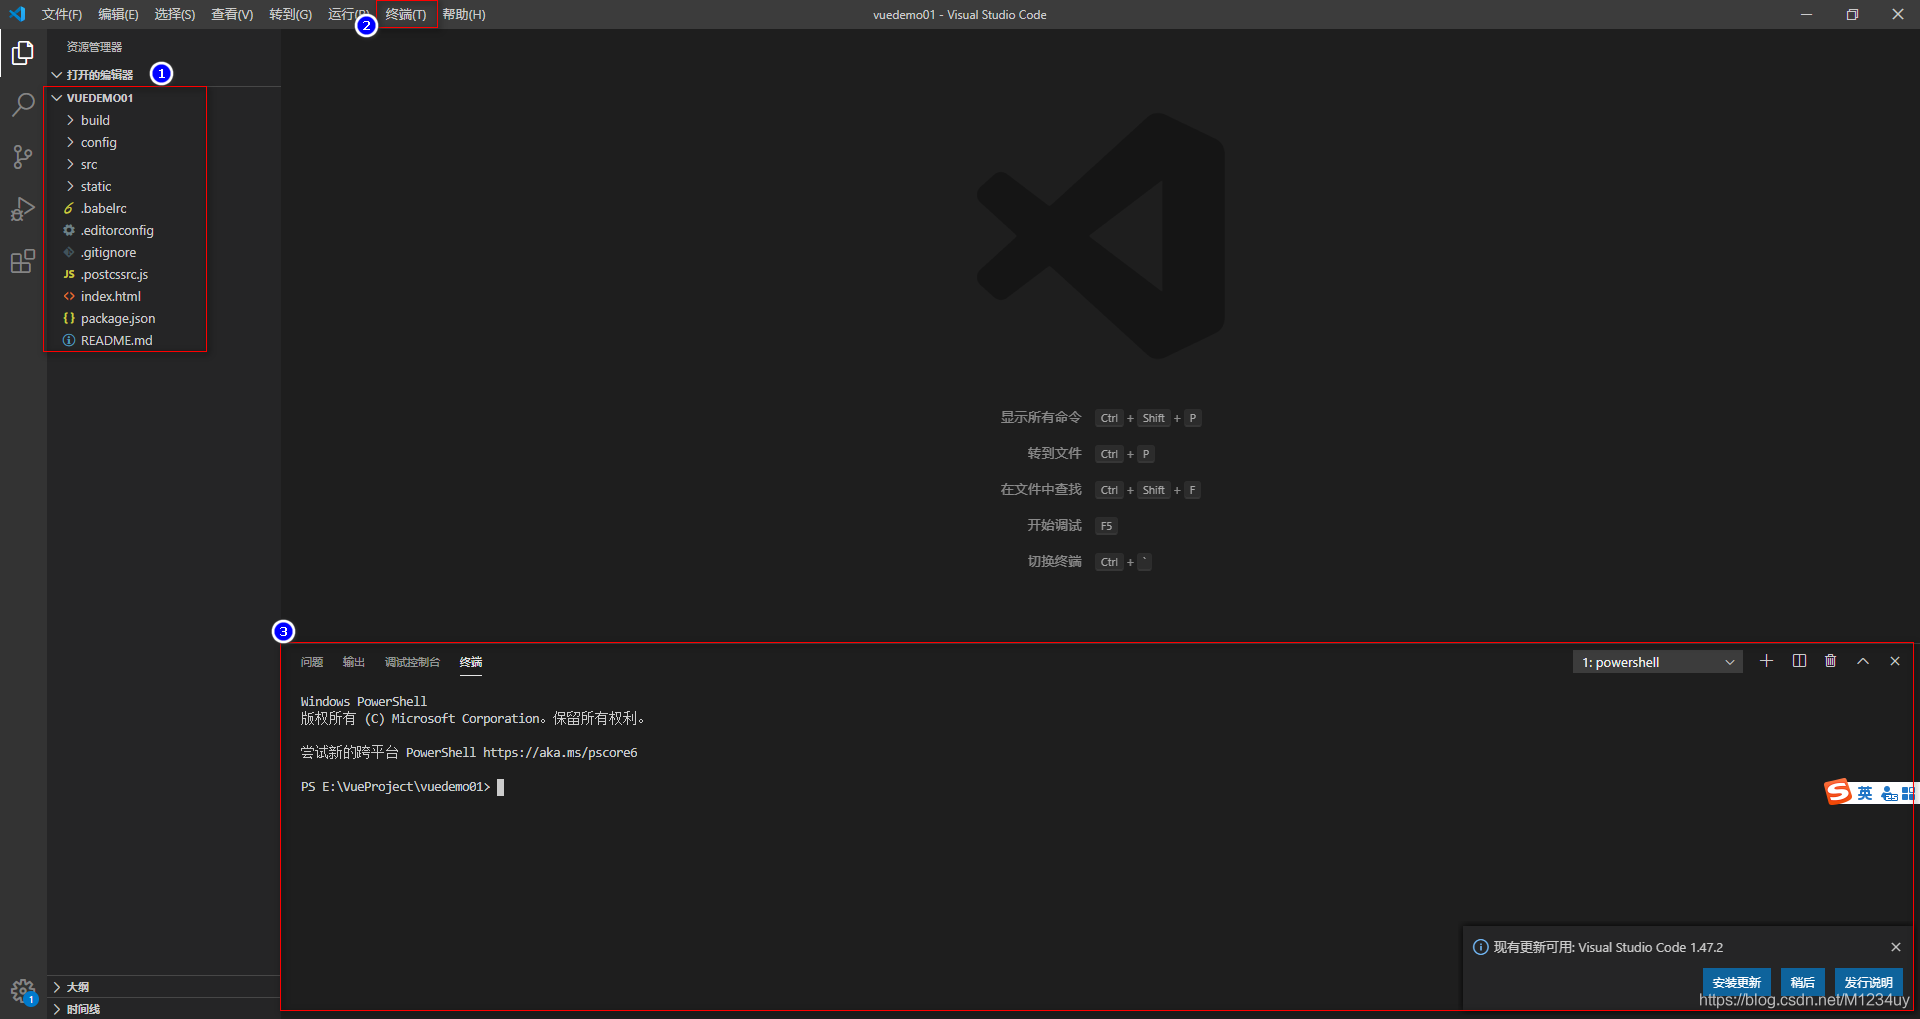 文件(F) 编辑(E) 选择(S) 查看(V) 转到(G) 运行(R) 终端(T) 帮助(H) vuedemo01 - Visual Studio Code
2
资源管理器
打开的编辑器 1
VUEDEMO01
build
config
src
static
.babelrc
.editorconfig
.gitignore
JS .postcssrc.js
<> index.html
{} package.json
README.md
显示所有命令 Ctrl + Shift + P
转到文件 Ctrl + P
在文件中查找 Ctrl + Shift + F
开始调试 F5
切换终端 Ctrl + `
3
问题 输出 调试控制台 终端 1: powershell
Windows PowerShell
版权所有 (C) Microsoft Corporation。保留所有权利。
尝试新的跨平台 PowerShell https://aka.ms/pscore6
PS E:\VueProject\vuedemo01>
S 英
现有更新可用: Visual Studio Code 1.47.2
安装更新 稍后 发行说明
1
大纲
时间线
https://blog.csdn.net/M1234uy